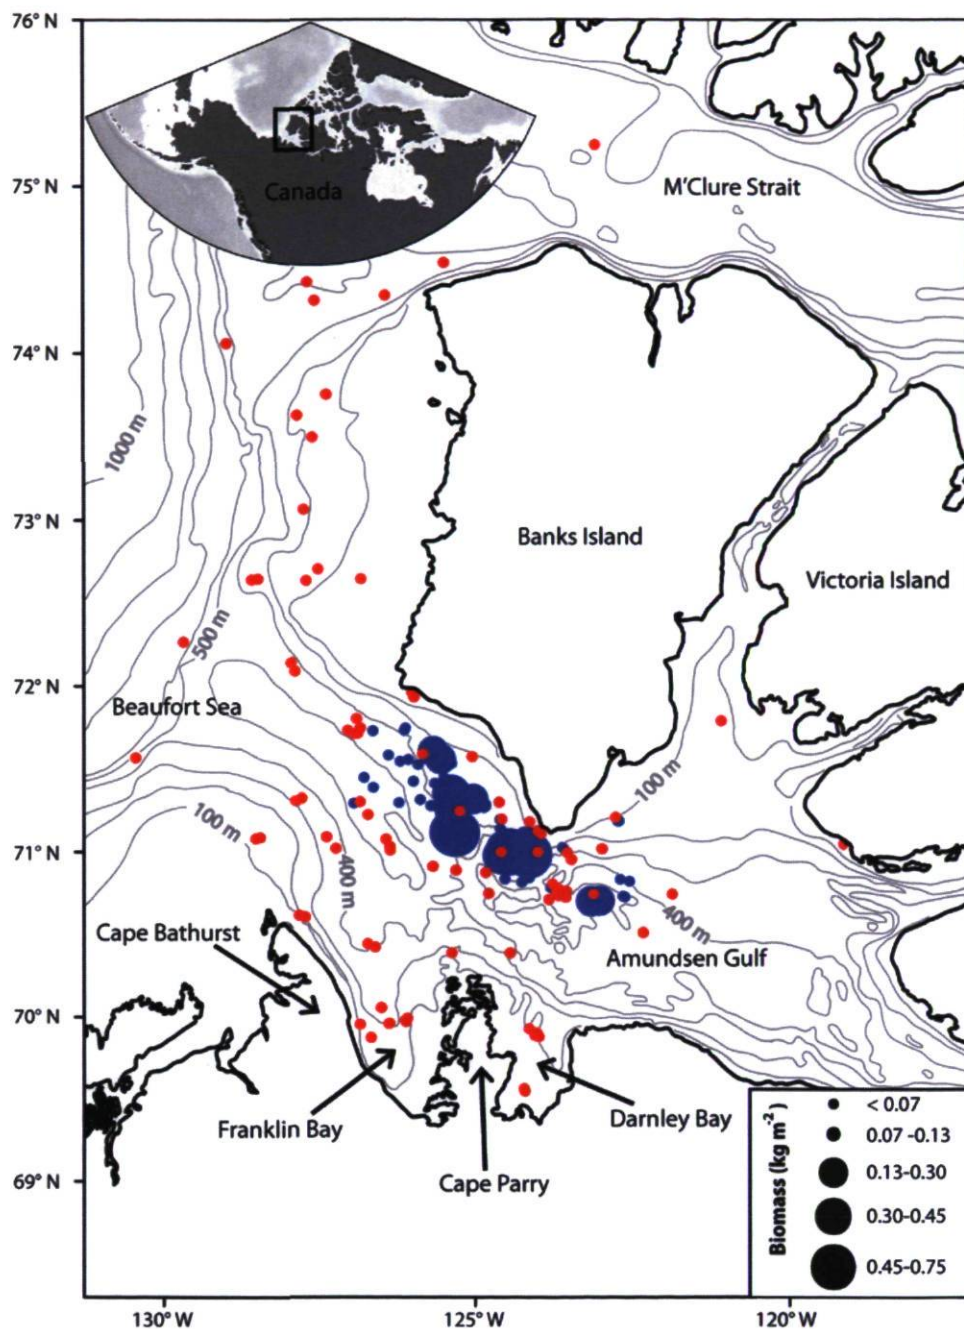 76° N
Canada
75° N
M'Clure Strait
74° N
1000 m
73° N
Banks Island
Victoria Island
500 m
72° N
Beaufort Sea
100 m
71° N
100 m
400 m
400 m
Cape Bathurst
Amundsen Gulf
70° N
Franklin Bay
Darnley Bay
Cape Parry
69° N
Biomass (kg m⁻²)
< 0.07
0.07 -0.13
0.13-0.30
0.30-0.45
0.45-0.75
130° W
125° W
120° W